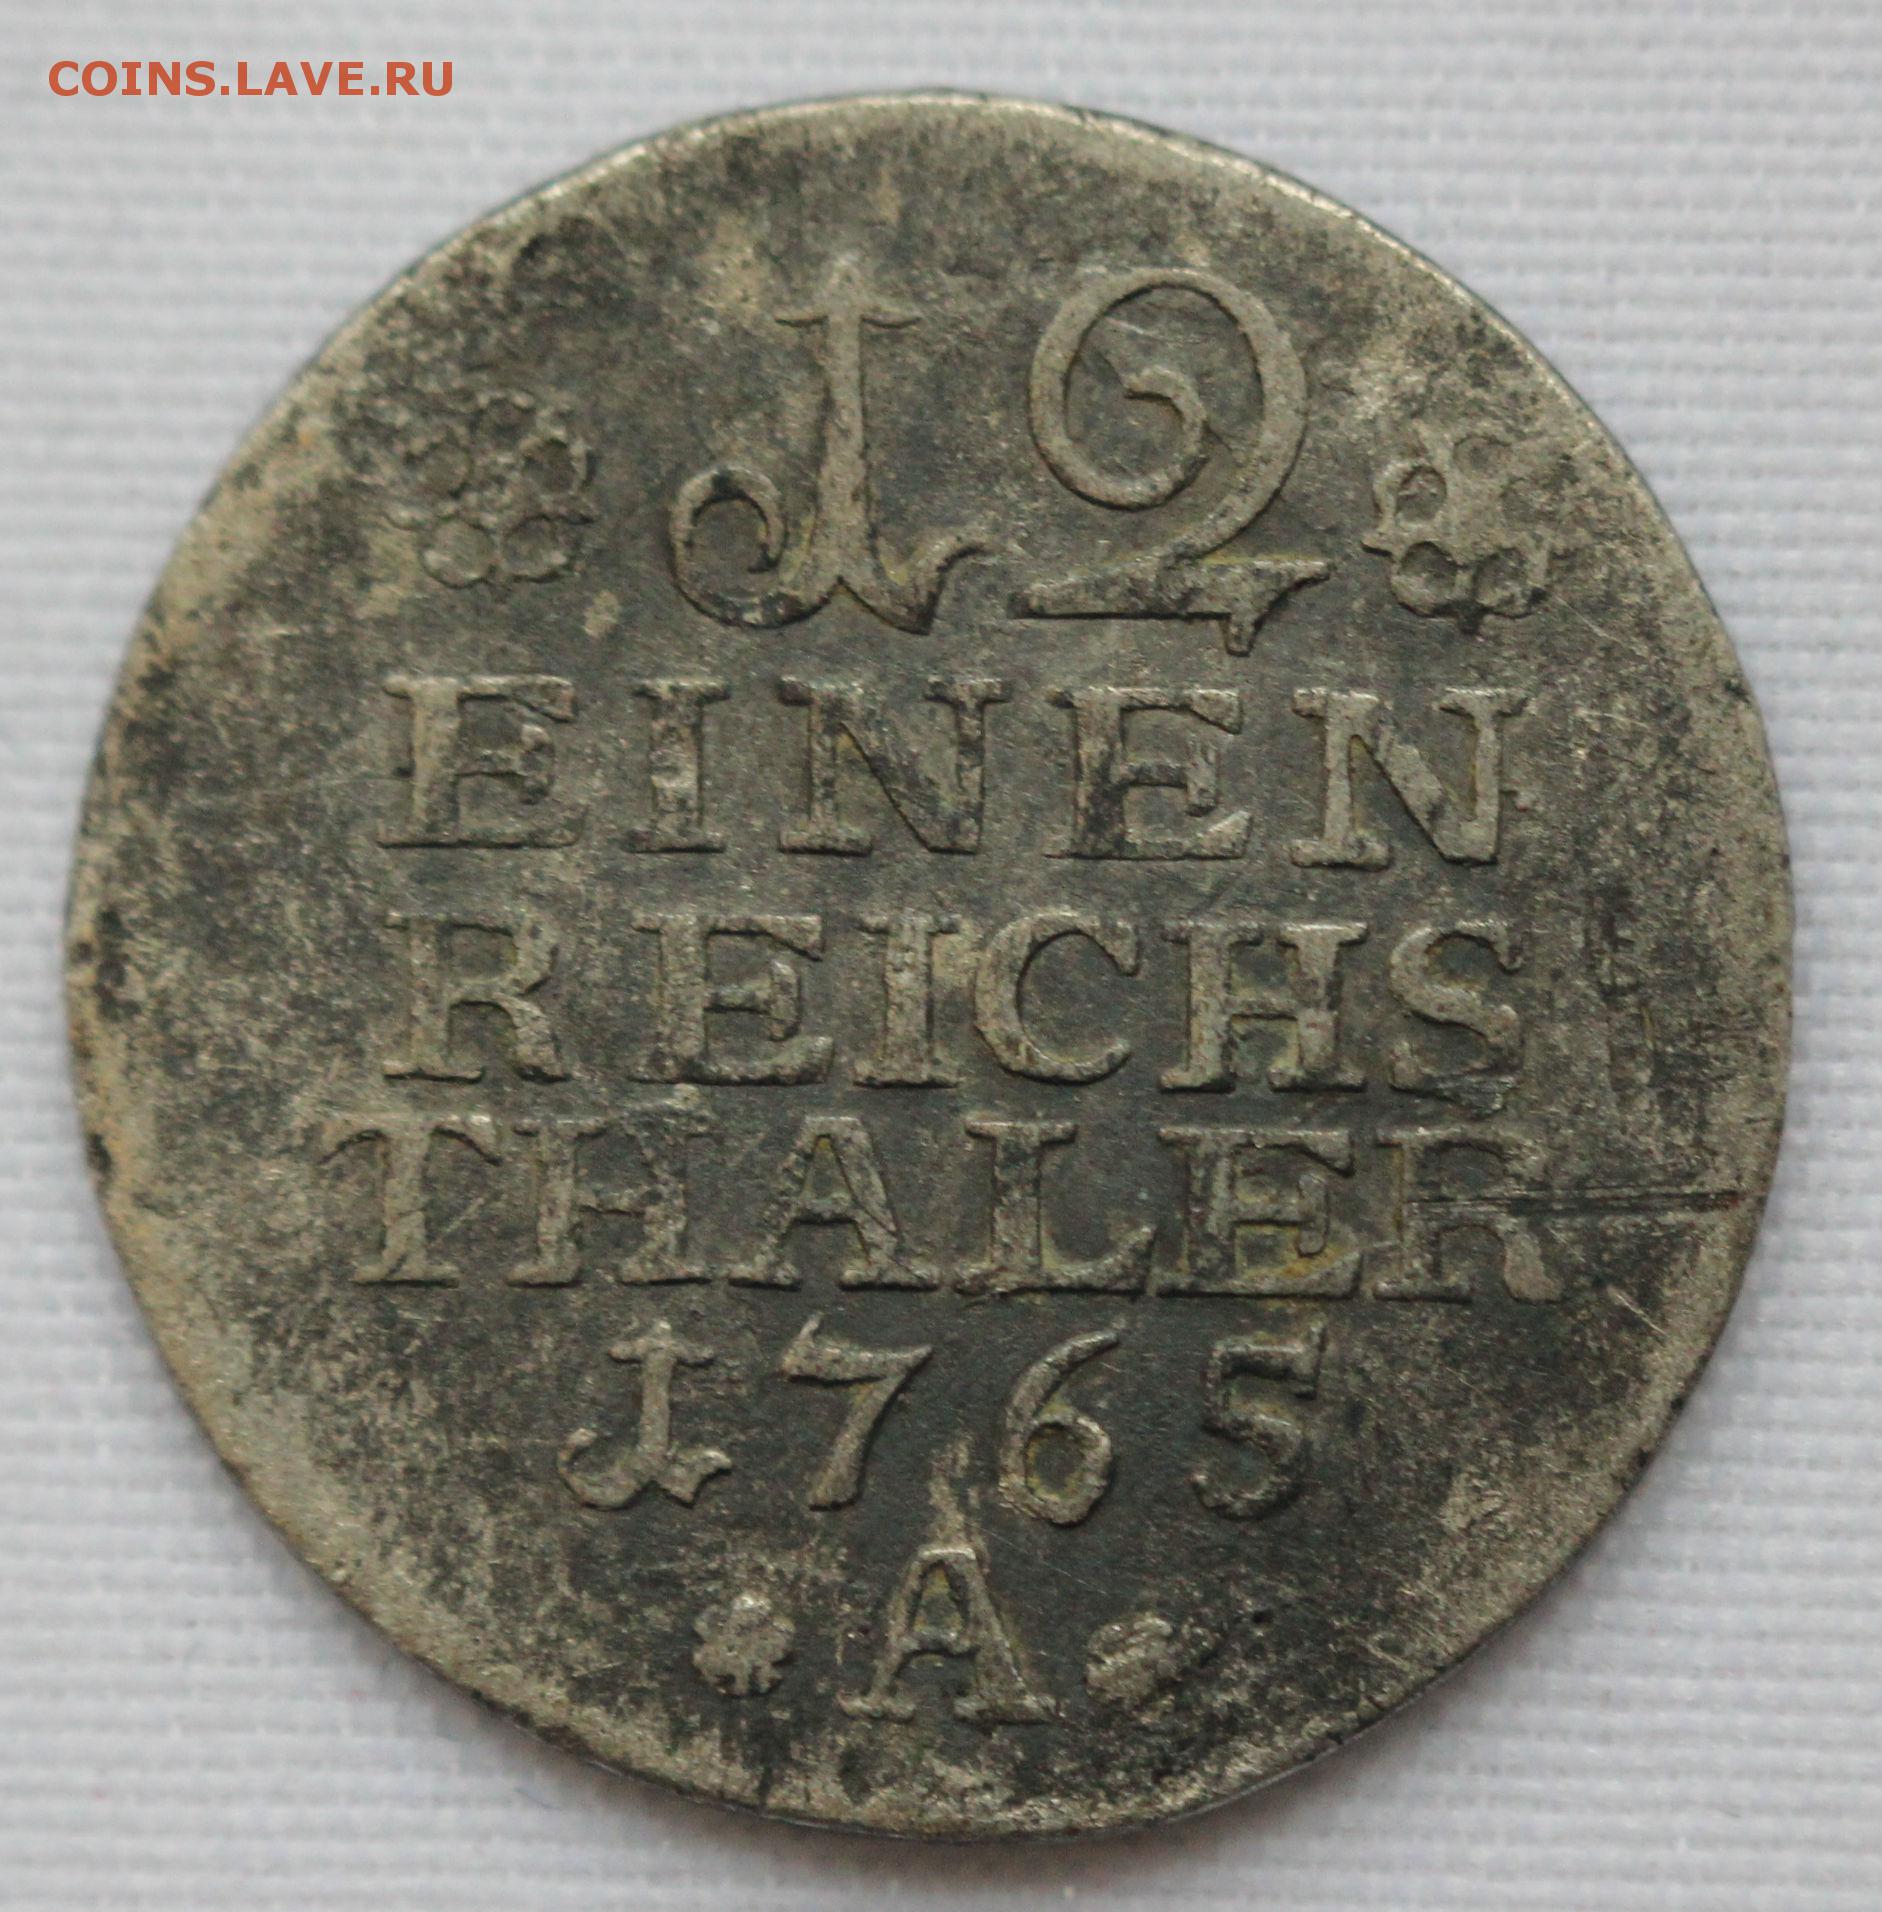 COINS.LAVE.RU
12
EINEN
REICHS
THALER
1765
A